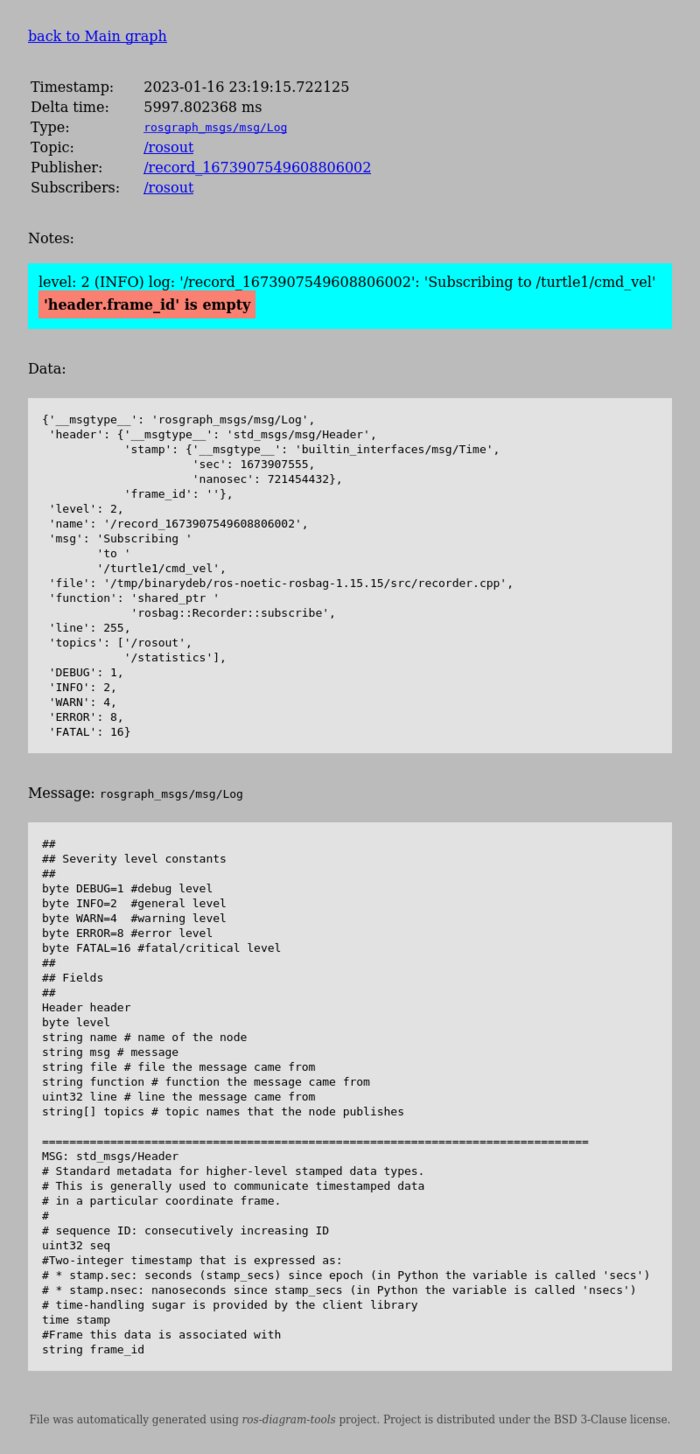 back to Main graph
Timestamp: 2023-01-16 23:19:15.722125
Delta time: 5997.802368 ms
Type: rosgraph_msgs/msg/Log
Topic: /rosout
Publisher: /record_1673907549608806002
Subscribers: /rosout
Notes:
level: 2 (INFO) log: '/record_1673907549608806002': 'Subscribing to /turtle1/cmd_vel'
'header.frame_id' is empty
Data:
{'__msgtype__': 'rosgraph_msgs/msg/Log',
 'header': {'__msgtype__': 'std_msgs/msg/Header',
            'stamp': {'__msgtype__': 'builtin_interfaces/msg/Time',
                      'sec': 1673907555,
                      'nanosec': 721454432},
            'frame_id': ''},
 'level': 2,
 'name': '/record_1673907549608806002',
 'msg': 'Subscribing '
        'to '
        '/turtle1/cmd_vel',
 'file': '/tmp/binarydeb/ros-noetic-rosbag-1.15.15/src/recorder.cpp',
 'function': 'shared_ptr '
             'rosbag::Recorder::subscribe',
 'line': 255,
 'topics': ['/rosout',
            '/statistics'],
 'DEBUG': 1,
 'INFO': 2,
 'WARN': 4,
 'ERROR': 8,
 'FATAL': 16}
Message: rosgraph_msgs/msg/Log
##
## Severity level constants
##
byte DEBUG=1 #debug level
byte INFO=2  #general level
byte WARN=4  #warning level
byte ERROR=8 #error level
byte FATAL=16 #fatal/critical level
##
## Fields
##
Header header
byte level
string name # name of the node
string msg # message
string file # file the message came from
string function # function the message came from
uint32 line # line the message came from
string[] topics # topic names that the node publishes
================================================================================
MSG: std_msgs/Header
# Standard metadata for higher-level stamped data types.
# This is generally used to communicate timestamped data
# in a particular coordinate frame.
#
# sequence ID: consecutively increasing ID
uint32 seq
#Two-integer timestamp that is expressed as:
# * stamp.sec: seconds (stamp_secs) since epoch (in Python the variable is called 'secs')
# * stamp.nsec: nanoseconds since stamp_secs (in Python the variable is called 'nsecs')
# time-handling sugar is provided by the client library
time stamp
#Frame this data is associated with
string frame_id
File was automatically generated using ros-diagram-tools project. Project is distributed under the BSD 3-Clause license.